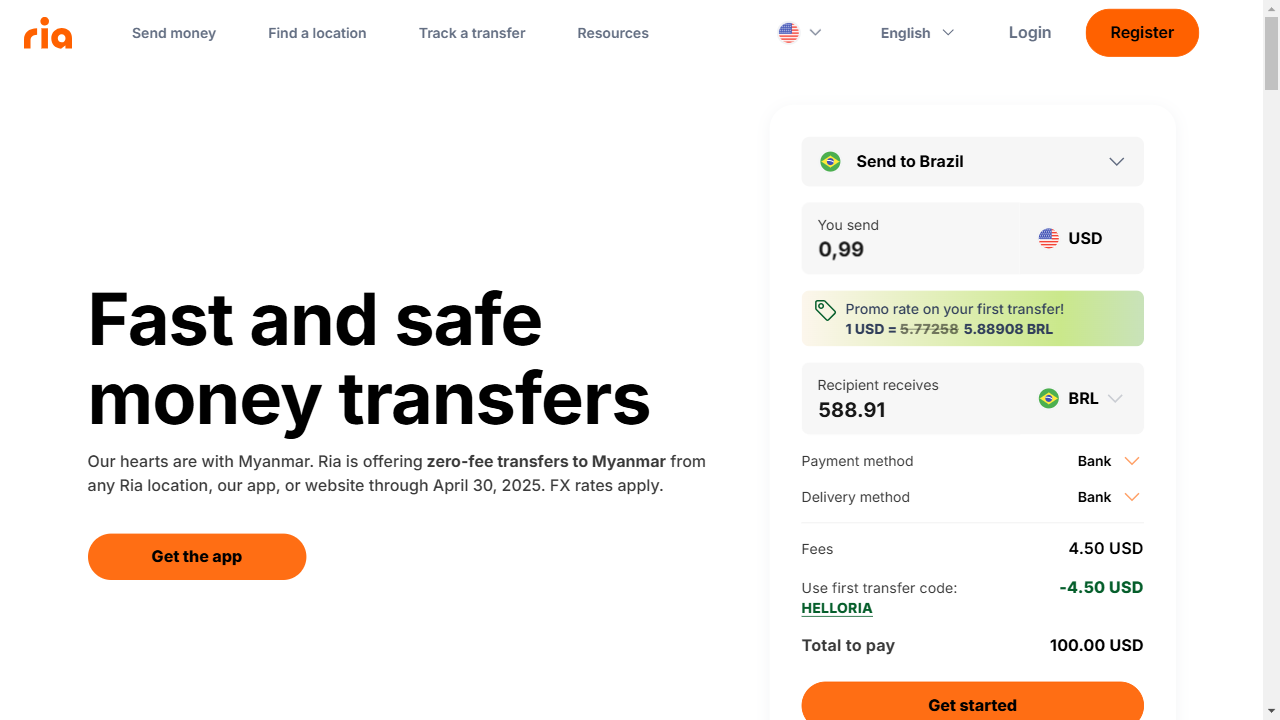 ria
Send money
Find a location
Track a transfer
Resources
English
Login
Register
Fast and safe
money transfers
Our hearts are with Myanmar. Ria is offering zero-fee transfers to Myanmar from
any Ria location, our app, or website through April 30, 2025. FX rates apply.
Get the app
Send to Brazil
You send
0,99
USD
Promo rate on your first transfer!
1 USD = 5.77258 5.88908 BRL
Recipient receives
588.91
BRL
Payment method
Bank
Delivery method
Bank
Fees
4.50 USD
Use first transfer code:
-4.50 USD
HELLORIA
Total to pay
100.00 USD
Get started